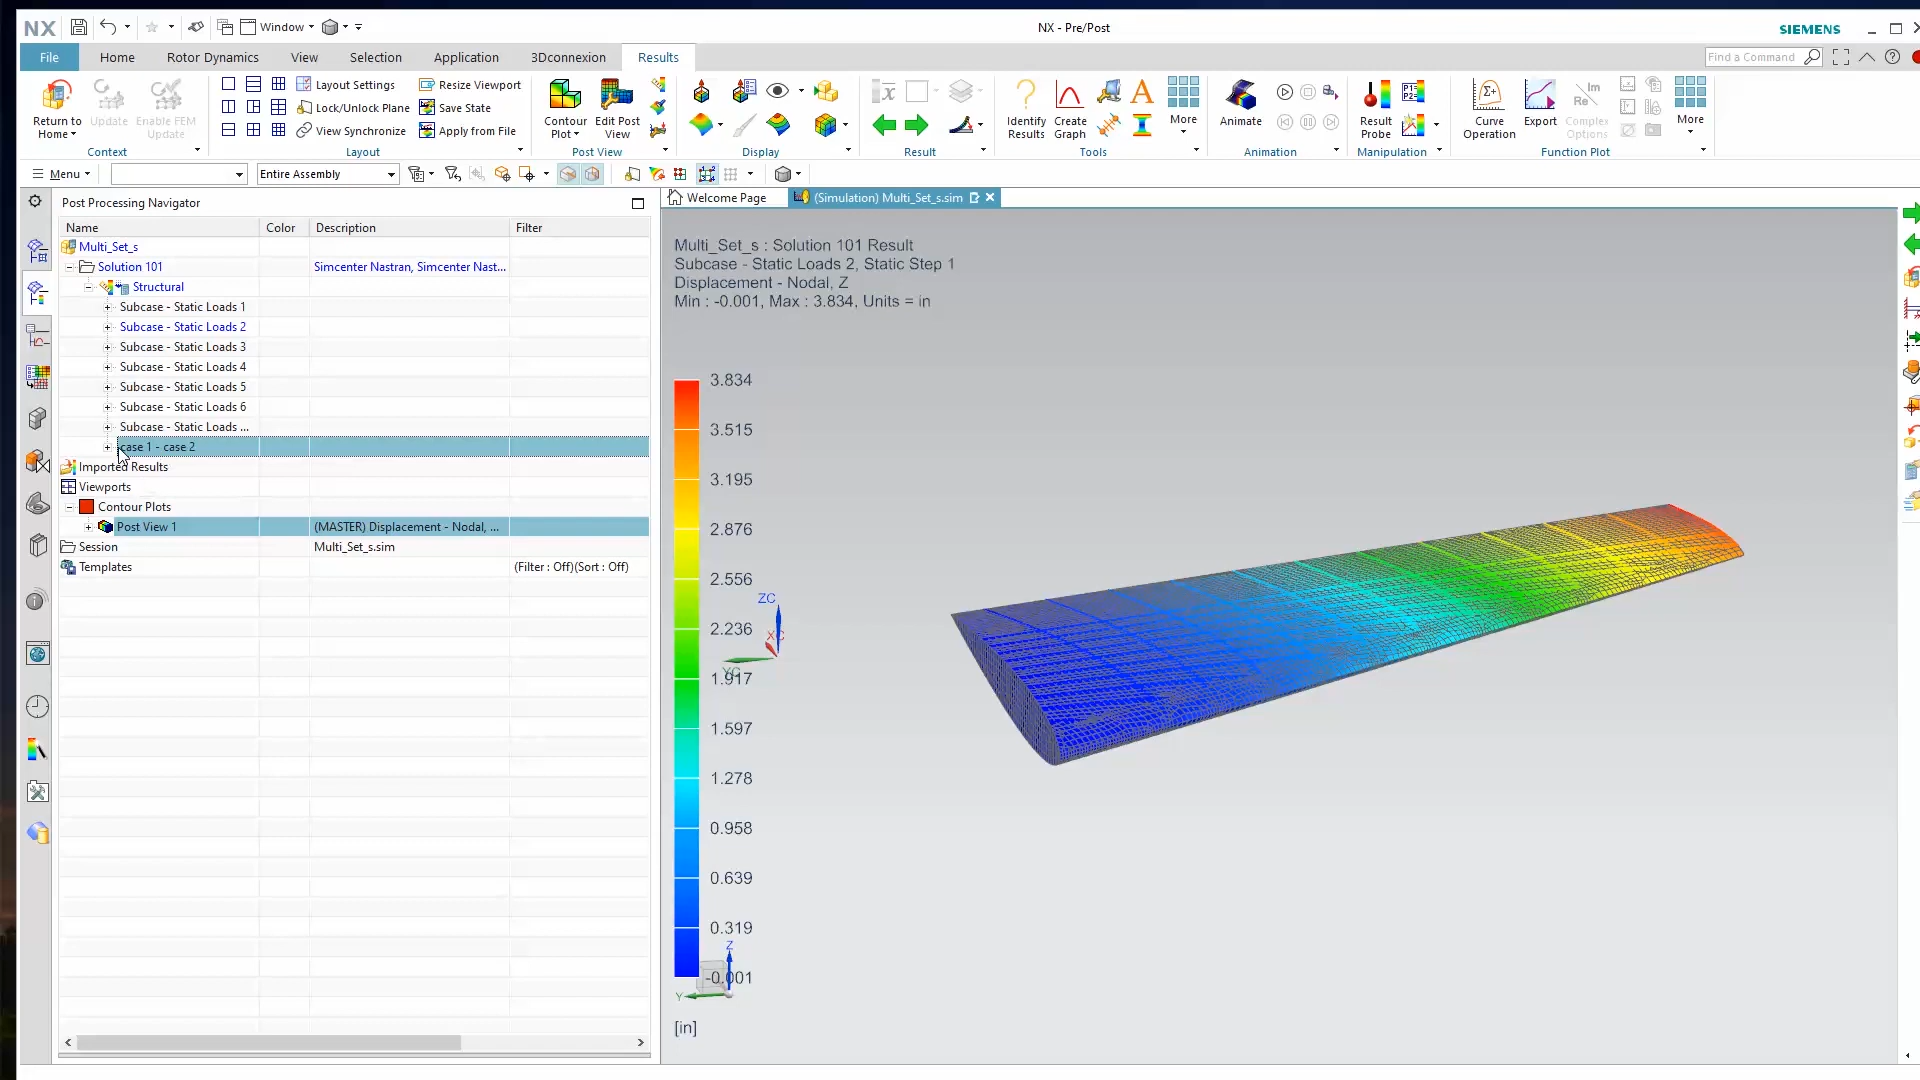 NX
Window
NX - Pre/Post
SIEMENS
File
Home
Rotor Dynamics
View
Selection
Application
3Dconnexion
Results
Find a Command
Return to Home
Update
Enable FEM Update
Context
Layout Settings
Lock/Unlock Plane
View Synchronize
Resize Viewport
Save State
Apply from File
Layout
Contour Plot
Edit Post View
Post View
Display
Result
Identify Results
Create Graph
More
Tools
Animate
Animation
Result Probe
Manipulation
Curve Operation
Export
Complex Options
More
Function Plot
Menu
Entire Assembly
Post Processing Navigator
Welcome Page
(Simulation) Multi_Set_s.sim
Name Color Description Filter
Multi_Set_s
Solution 101 Simcenter Nastran, Simcenter Nast...
Structural
Subcase - Static Loads 1
Subcase - Static Loads 2
Subcase - Static Loads 3
Subcase - Static Loads 4
Subcase - Static Loads 5
Subcase - Static Loads 6
Subcase - Static Loads ...
case 1 - case 2
Imported Results
Viewports
Contour Plots
Post View 1 (MASTER) Displacement - Nodal, ...
Session Multi_Set_s.sim
Templates (Filter : Off)(Sort : Off)
Multi_Set_s : Solution 101 Result
Subcase - Static Loads 2, Static Step 1
Displacement - Nodal, Z
Min : -0.001, Max : 3.834, Units = in
3.834
3.515
3.195
2.876
2.556
2.236
1.917
1.597
1.278
0.958
0.639
0.319
-0.001
[in]
ZC
XC
YC
Z
Y